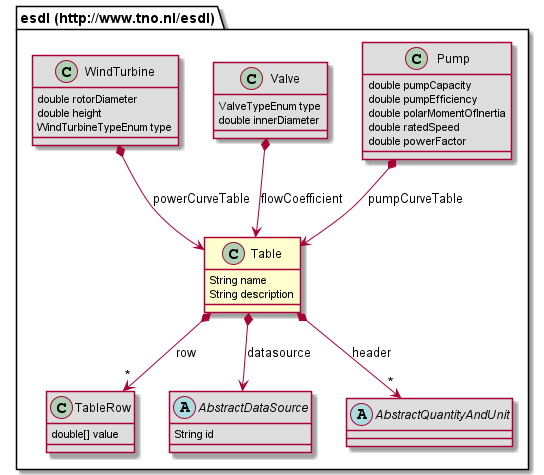 esdl (http://www.tno.nl/esdl)
C WindTurbine
double rotorDiameter
double height
WindTurbineTypeEnum type
C Valve
ValveTypeEnum type
double innerDiameter
C Pump
double pumpCapacity
double pumpEfficiency
double polarMomentOfInertia
double ratedSpeed
double powerFactor
powerCurveTable
flowCoefficient
pumpCurveTable
C Table
String name
String description
row
datasource
header
*
*
C TableRow
double[] value
A AbstractDataSource
String id
A AbstractQuantityAndUnit